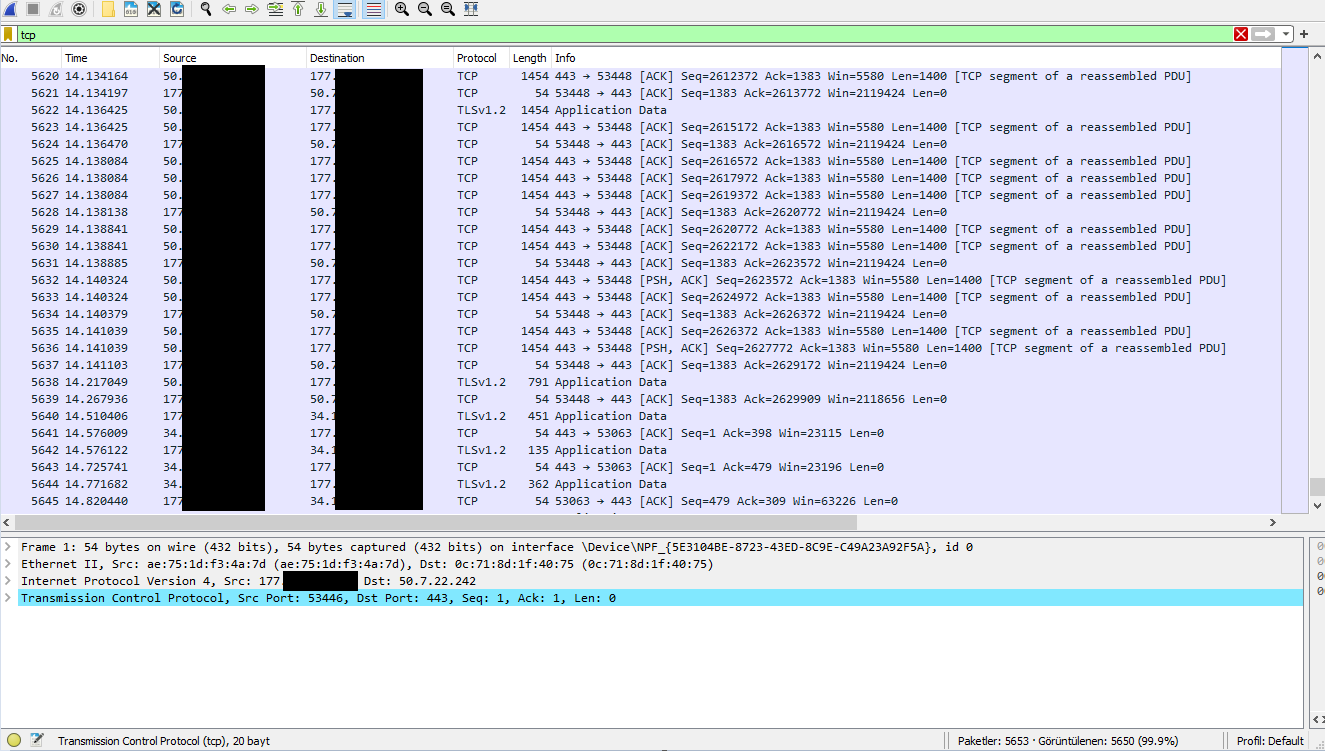 tcp
No. Time Source Destination Protocol Length Info
5620 14.134164 50. 177. TCP 1454 443 → 53448 [ACK] Seq=2612372 Ack=1383 Win=5580 Len=1400 [TCP segment of a reassembled PDU]
5621 14.134197 177 50.7 TCP 54 53448 → 443 [ACK] Seq=1383 Ack=2613772 Win=2119424 Len=0
5622 14.136425 50. 177. TLSv1.2 1454 Application Data
5623 14.136425 50. 177. TCP 1454 443 → 53448 [ACK] Seq=2615172 Ack=1383 Win=5580 Len=1400 [TCP segment of a reassembled PDU]
5624 14.136470 177 50.7 TCP 54 53448 → 443 [ACK] Seq=1383 Ack=2616572 Win=2119424 Len=0
5625 14.138084 50. 177. TCP 1454 443 → 53448 [ACK] Seq=2616572 Ack=1383 Win=5580 Len=1400 [TCP segment of a reassembled PDU]
5626 14.138084 50. 177. TCP 1454 443 → 53448 [ACK] Seq=2617972 Ack=1383 Win=5580 Len=1400 [TCP segment of a reassembled PDU]
5627 14.138084 50. 177. TCP 1454 443 → 53448 [ACK] Seq=2619372 Ack=1383 Win=5580 Len=1400 [TCP segment of a reassembled PDU]
5628 14.138138 177 50.7 TCP 54 53448 → 443 [ACK] Seq=1383 Ack=2620772 Win=2119424 Len=0
5629 14.138841 50. 177. TCP 1454 443 → 53448 [ACK] Seq=2620772 Ack=1383 Win=5580 Len=1400 [TCP segment of a reassembled PDU]
5630 14.138841 50. 177. TCP 1454 443 → 53448 [ACK] Seq=2622172 Ack=1383 Win=5580 Len=1400 [TCP segment of a reassembled PDU]
5631 14.138885 177 50.7 TCP 54 53448 → 443 [ACK] Seq=1383 Ack=2623572 Win=2119424 Len=0
5632 14.140324 50. 177. TCP 1454 443 → 53448 [PSH, ACK] Seq=2623572 Ack=1383 Win=5580 Len=1400 [TCP segment of a reassembled PDU]
5633 14.140324 50. 177. TCP 1454 443 → 53448 [ACK] Seq=2624972 Ack=1383 Win=5580 Len=1400 [TCP segment of a reassembled PDU]
5634 14.140379 177 50.7 TCP 54 53448 → 443 [ACK] Seq=1383 Ack=2626372 Win=2119424 Len=0
5635 14.141039 50. 177. TCP 1454 443 → 53448 [ACK] Seq=2626372 Ack=1383 Win=5580 Len=1400 [TCP segment of a reassembled PDU]
5636 14.141039 50. 177. TCP 1454 443 → 53448 [PSH, ACK] Seq=2627772 Ack=1383 Win=5580 Len=1400 [TCP segment of a reassembled PDU]
5637 14.141103 177 50.7 TCP 54 53448 → 443 [ACK] Seq=1383 Ack=2629172 Win=2119424 Len=0
5638 14.217049 50. 177. TLSv1.2 791 Application Data
5639 14.267936 177 50.7 TCP 54 53448 → 443 [ACK] Seq=1383 Ack=2629909 Win=2118656 Len=0
5640 14.510406 177 34.1 TLSv1.2 451 Application Data
5641 14.576009 34. 177. TCP 54 443 → 53063 [ACK] Seq=1 Ack=398 Win=23115 Len=0
5642 14.576122 177 34.1 TLSv1.2 135 Application Data
5643 14.725741 34. 177. TCP 54 443 → 53063 [ACK] Seq=1 Ack=479 Win=23196 Len=0
5644 14.771682 34. 177. TLSv1.2 362 Application Data
5645 14.820440 177 34.1 TCP 54 53063 → 443 [ACK] Seq=479 Ack=309 Win=63226 Len=0
Frame 1: 54 bytes on wire (432 bits), 54 bytes captured (432 bits) on interface \Device\NPF_{5E3104BE-8723-43ED-8C9E-C49A23A92F5A}, id 0
Ethernet II, Src: ae:75:1d:f3:4a:7d (ae:75:1d:f3:4a:7d), Dst: 0c:71:8d:1f:40:75 (0c:71:8d:1f:40:75)
Internet Protocol Version 4, Src: 177. Dst: 50.7.22.242
Transmission Control Protocol, Src Port: 53446, Dst Port: 443, Seq: 1, Ack: 1, Len: 0
Transmission Control Protocol (tcp), 20 bayt
Paketler: 5653 · Görüntülenen: 5650 (99.9%)
Profil: Default